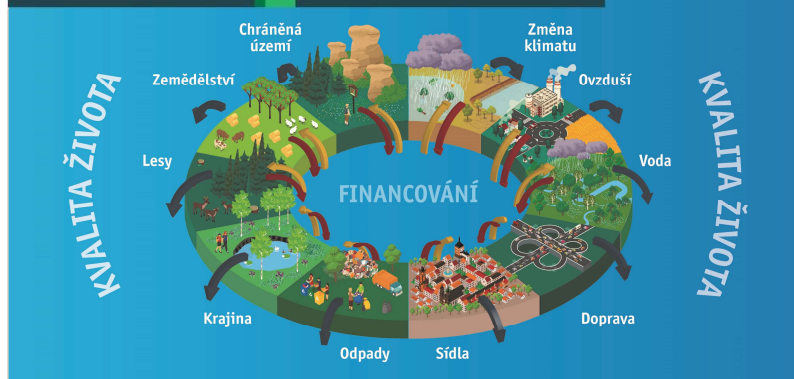 Chráněná
území
Změna
klimatu
Zemědělství
Ovzduší
KVALITA ŽIVOTA
KVALITA ŽIVOTA
Lesy
Voda
FINANCOVÁNÍ
Krajina
Doprava
Odpady
Sídla